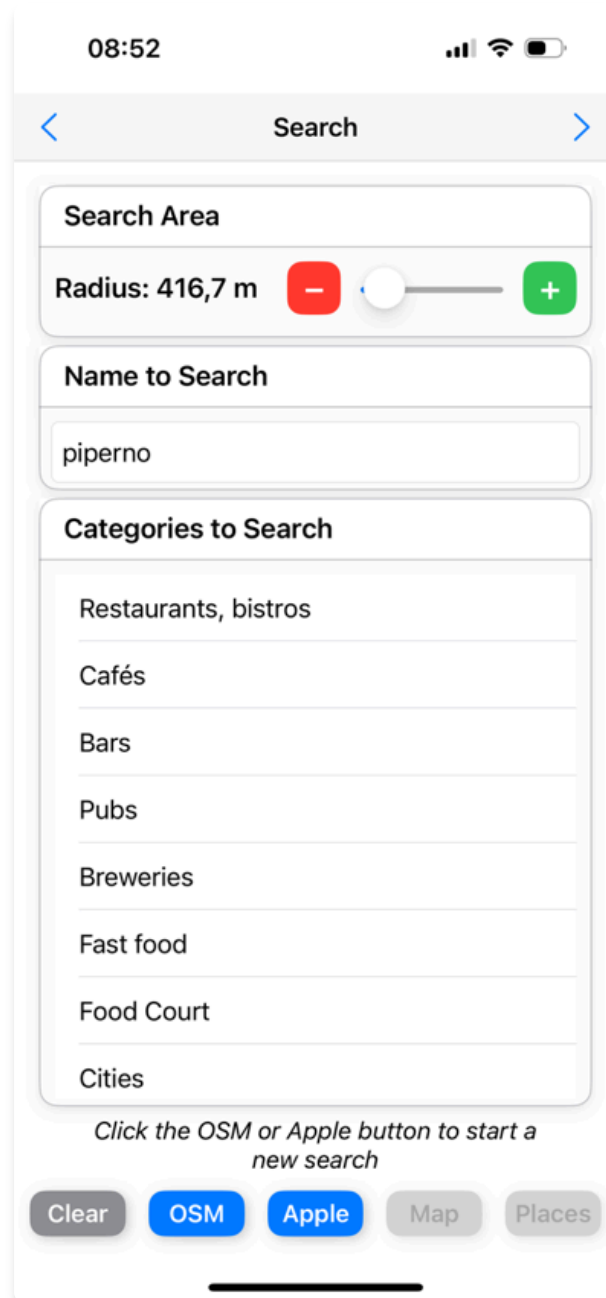 08:52
Search
Search Area
Radius: 416,7 m − +
Name to Search
piperno
Categories to Search
Restaurants, bistros
Cafés
Bars
Pubs
Breweries
Fast food
Food Court
Cities
Click the OSM or Apple button to start a
new search
Clear OSM Apple Map Places